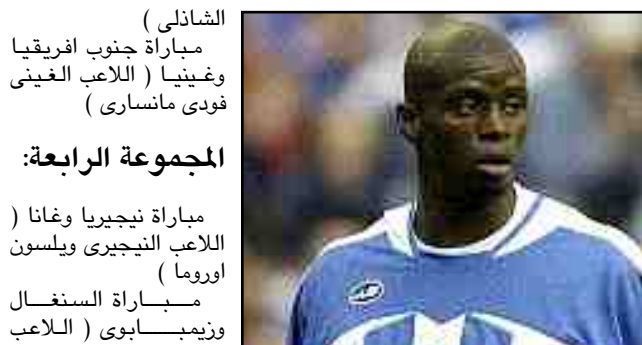 الشاذلى )
مباراة جنوب افريقيا
وغينيا ( اللاعب الغينى
فودى مانسارى )
المجموعة الرابعة:
مباراة نيجيريا وغانا (
اللاعب النيجيرى ويلسون
اوروما )
مباراة السنغال
وزيمبابوى ( اللاعب